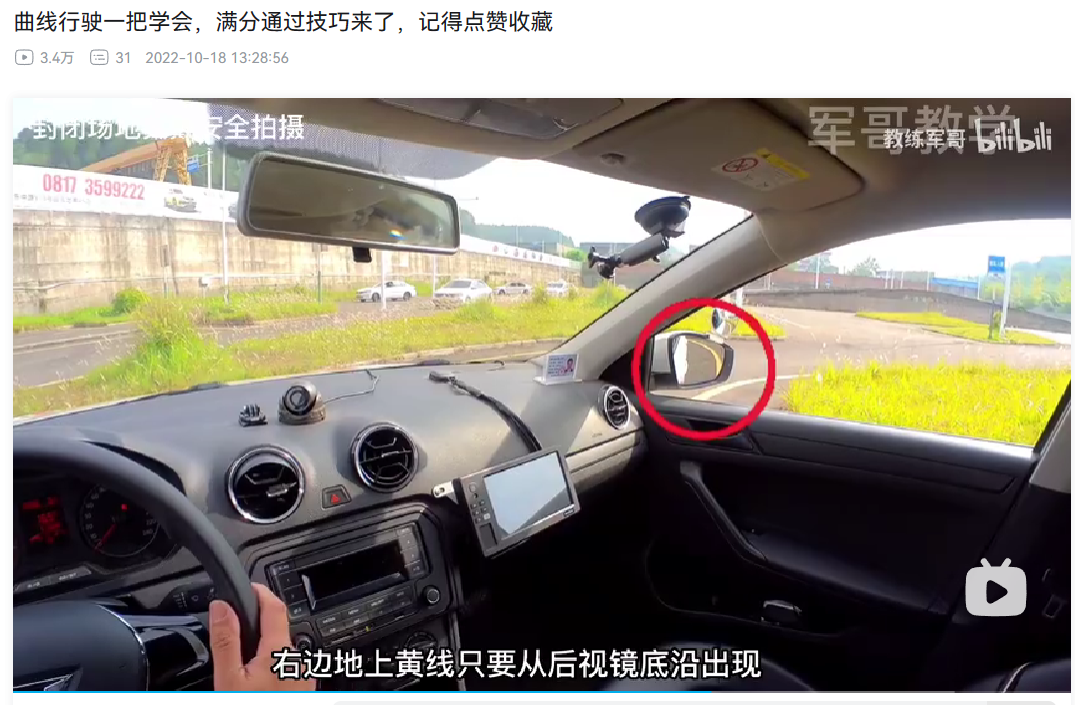 曲线行驶一把学会，满分通过技巧来了，记得点赞收藏
3.4万 31 2022-10-18 13:28:56
封闭场地 安全拍摄
军哥教学
教练军哥 bilibili
0817 3599222
右边地上黄线只要从后视镜底沿出现